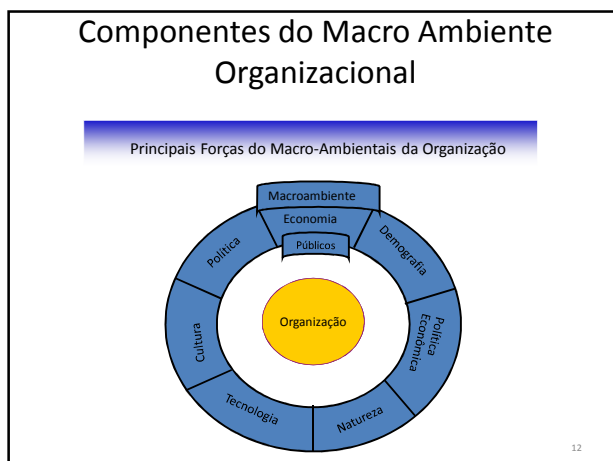 Componentes do Macro Ambiente
Organizacional
Principais Forças do Macro-Ambientais da Organização
Macroambiente
Economia
Públicos
Política
Demografia
Organização
Cultura
Política
Econômica
Tecnologia
Natureza
12